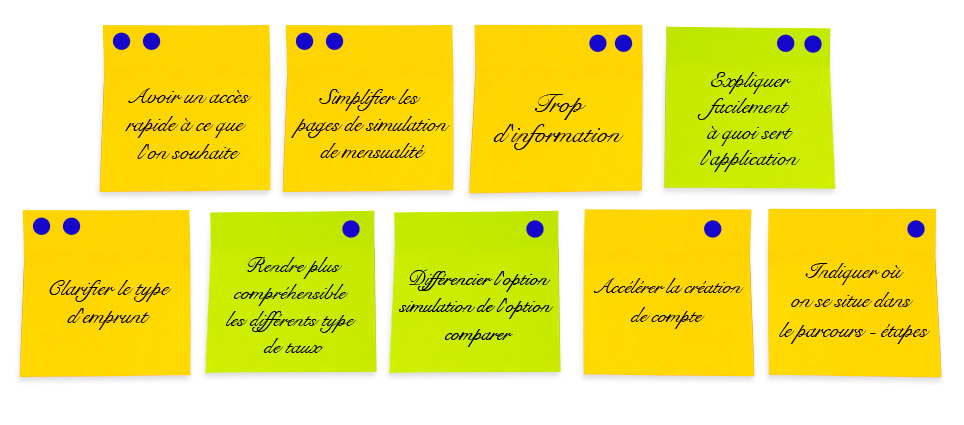 Avoir un accès
rapide à ce que
l'on souhaite
Simplifier les
pages de simulation
de mensualité
Trop
d'information
Expliquer
facilement
à quoi sert
l'application
Clarifier le type
d'emprunt
Rendre plus
compréhensible
les différents type
de taux
Différencier l'option
simulation de l'option
comparer
Accélérer la création
de compte
Indiquer où
on se situe dans
le parcours - étapes